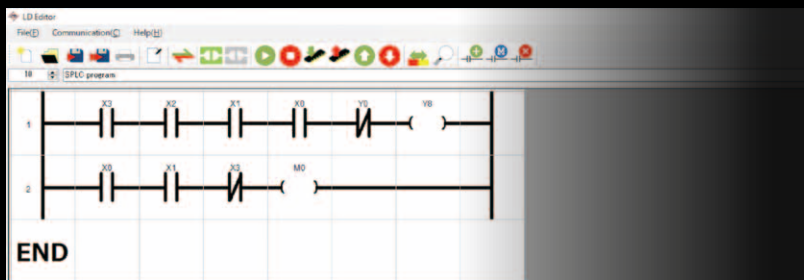 LD Editor
File(F) Communication(C) Help(H)
10 SPLC program
X3 X2 X1 X0 Y0 Y8
1
X0 X1 X3 M0
2
END